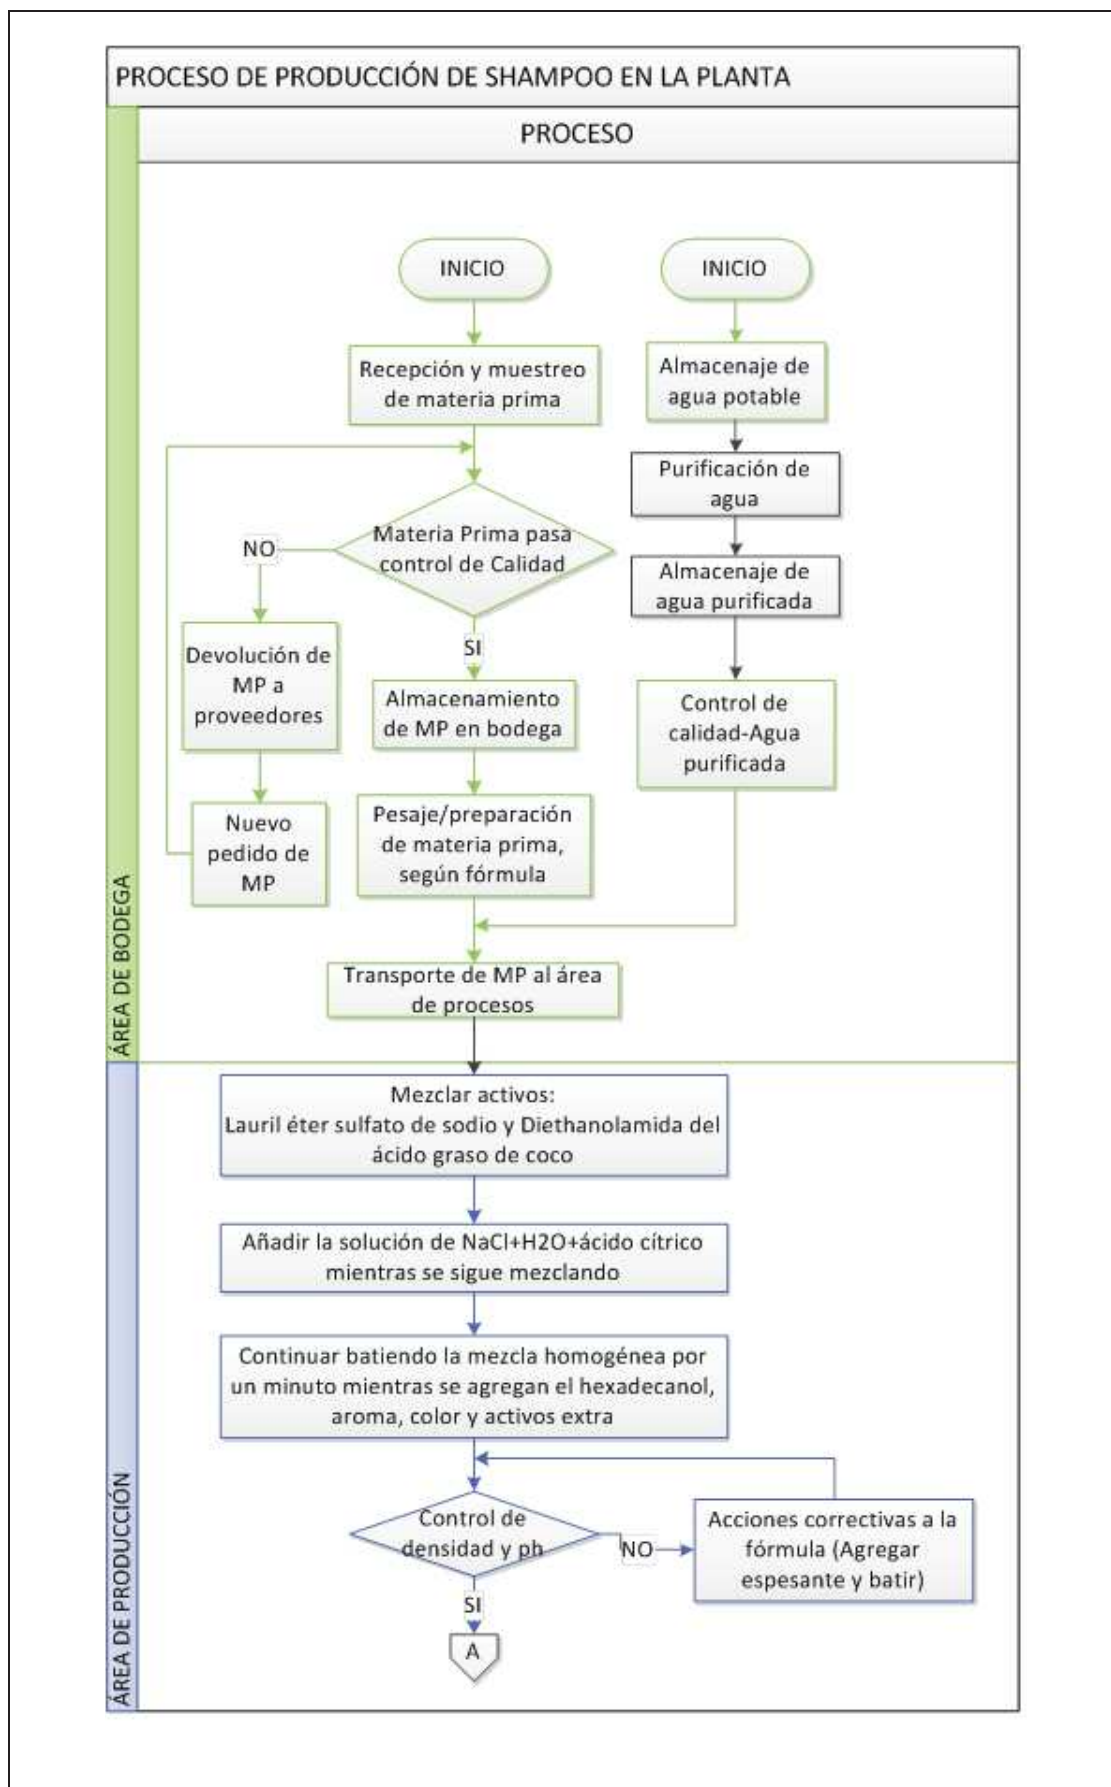 PROCESO DE PRODUCCIÓN DE SHAMPOO EN LA PLANTA
PROCESO
ÁREA DE BODEGA
INICIO
Recepción y muestreo
de materia prima
Materia Prima pasa
control de Calidad
NO
Devolución de
MP a
proveedores
Nuevo
pedido de
MP
SI
Almacenamiento
de MP en bodega
Pesaje/preparación
de materia prima,
según fórmula
INICIO
Almacenaje de
agua potable
Purificación de
agua
Almacenaje de
agua purificada
Control de
calidad-Agua
purificada
Transporte de MP al área
de procesos
ÁREA DE PRODUCCIÓN
Mezclar activos:
Lauril éter sulfato de sodio y Diethanolamida del
ácido graso de coco
Añadir la solución de NaCl+H2O+ácido cítrico
mientras se sigue mezclando
Continuar batiendo la mezcla homogénea por
un minuto mientras se agregan el hexadecanol,
aroma, color y activos extra
Control de
densidad y ph
NO
Acciones correctivas a la
fórmula (Agregar
espesante y batir)
SI
A